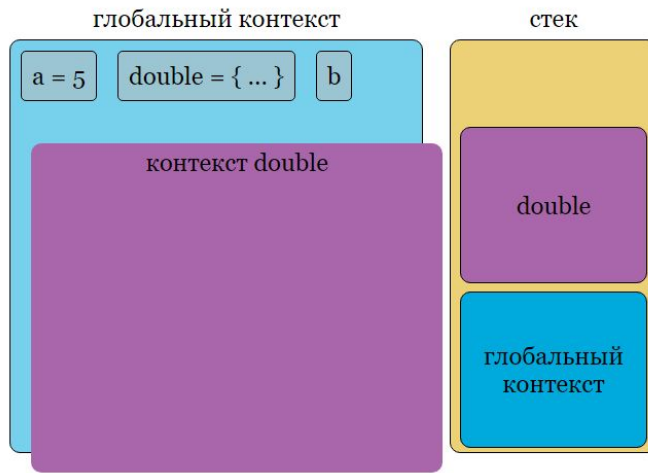 глобальный контекст
стек
a = 5
double = { ... }
b
контекст double
double
глобальный
контекст